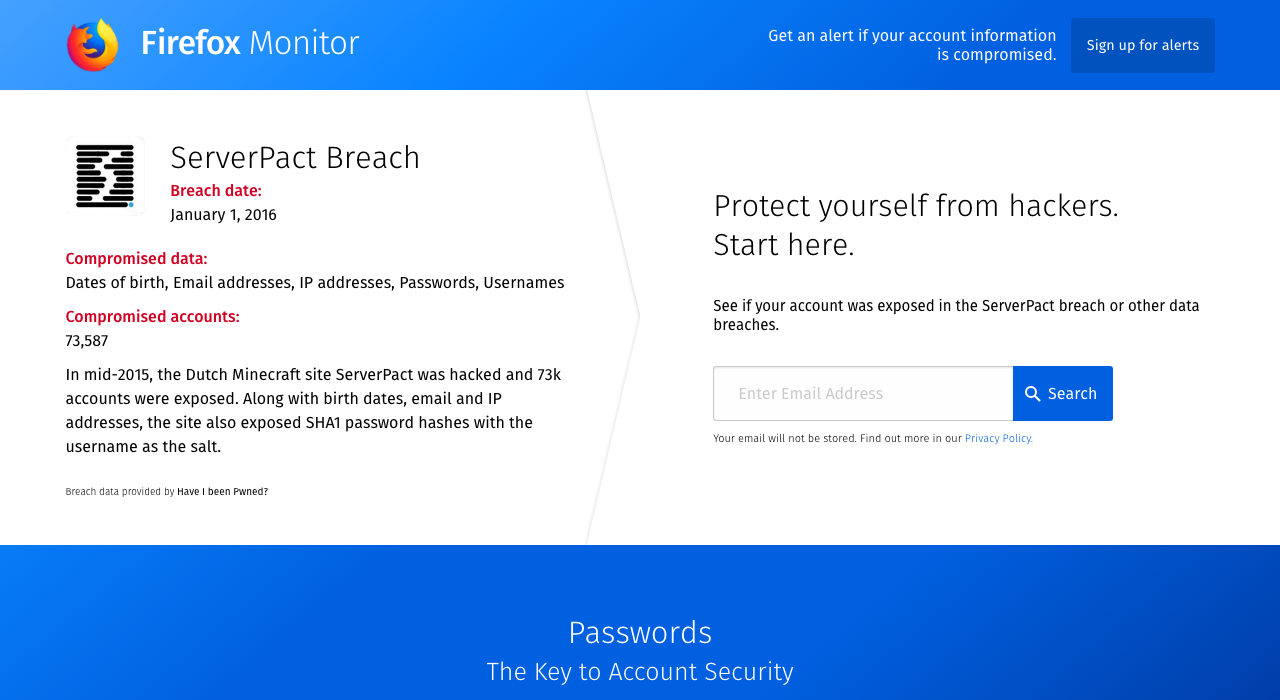 Firefox Monitor
Get an alert if your account information
is compromised.
Sign up for alerts
ServerPact Breach
Breach date:
January 1, 2016
Compromised data:
Dates of birth, Email addresses, IP addresses, Passwords, Usernames
Compromised accounts:
73,587
In mid-2015, the Dutch Minecraft site ServerPact was hacked and 73k
accounts were exposed. Along with birth dates, email and IP
addresses, the site also exposed SHA1 password hashes with the
username as the salt.
Breach data provided by Have I been Pwned?
Protect yourself from hackers.
Start here.
See if your account was exposed in the ServerPact breach or other data
breaches.
Enter Email Address
Search
Your email will not be stored. Find out more in our Privacy Policy.
Passwords
The Key to Account Security